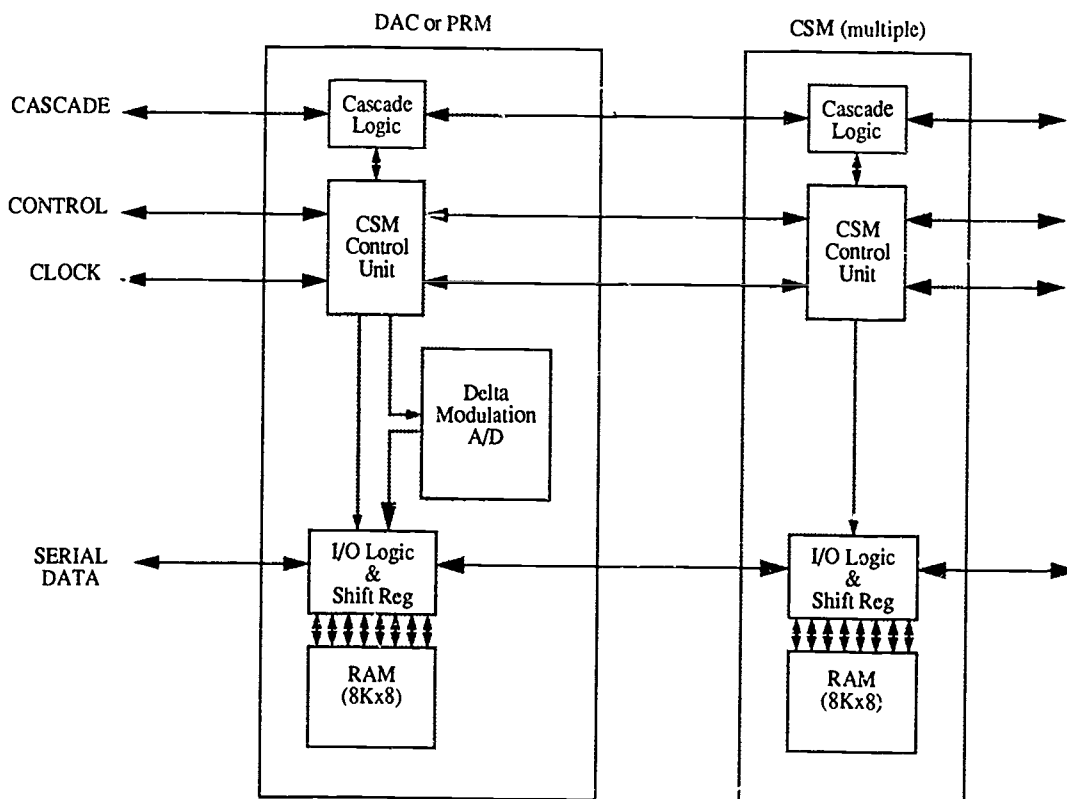 DAC or PRM
CSM (multiple)
CASCADE
Cascade
Logic
Cascade
Logic
CONTROL
CLOCK
CSM
Control
Unit
CSM
Control
Unit
Delta
Modulation
A/D
SERIAL
DATA
I/O Logic
&
Shift Reg
I/O Logic
&
Shift Reg
RAM
(8Kx8)
RAM
(8Kx8)